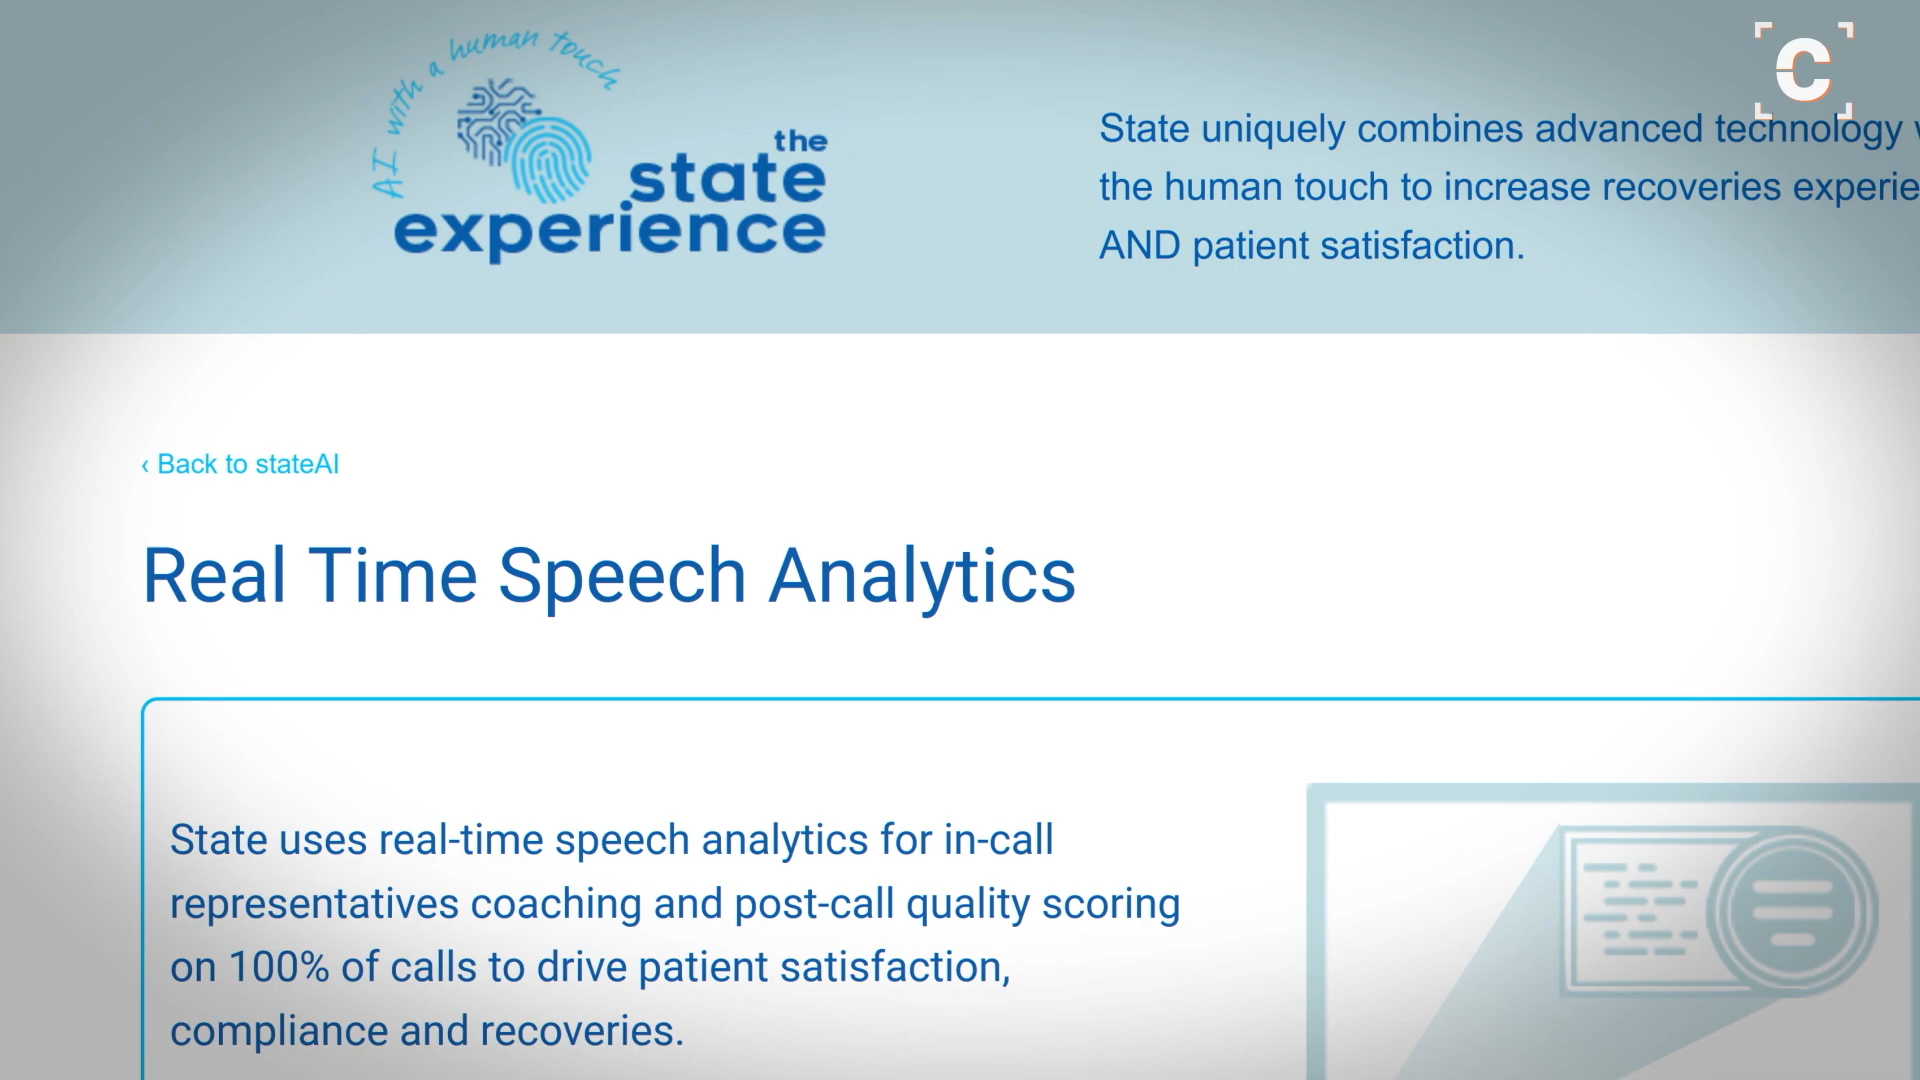 AI with a human touch
the
state
experience
C
State uniquely combines advanced technology
the human touch to increase recoveries
AND patient satisfaction.
‹ Back to stateAI
Real Time Speech Analytics
State uses real-time speech analytics for in-call
representatives coaching and post-call quality scoring
on 100% of calls to drive patient satisfaction,
compliance and recoveries.